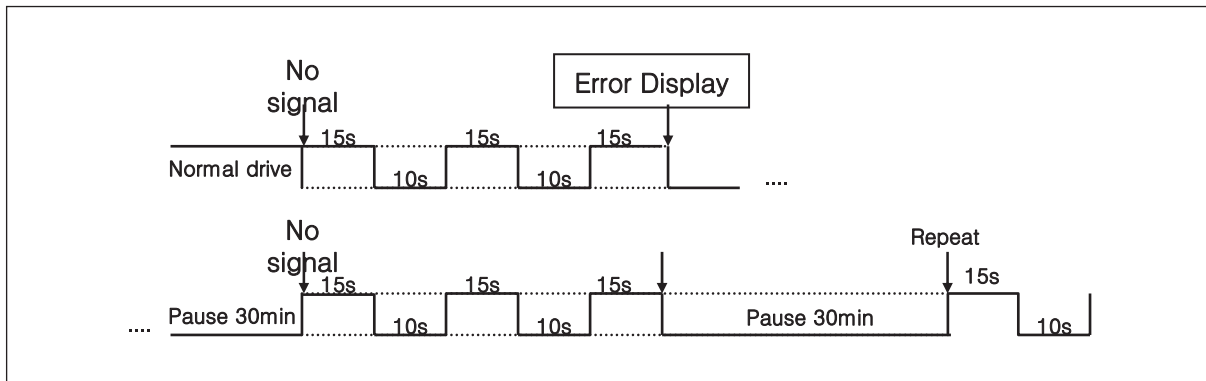 No
signal
Error Display
15s
15s
15s
Normal drive
10s
10s
....
No
signal
Repeat
15s
15s
15s
15s
....
Pause 30min
10s
10s
Pause 30min
10s